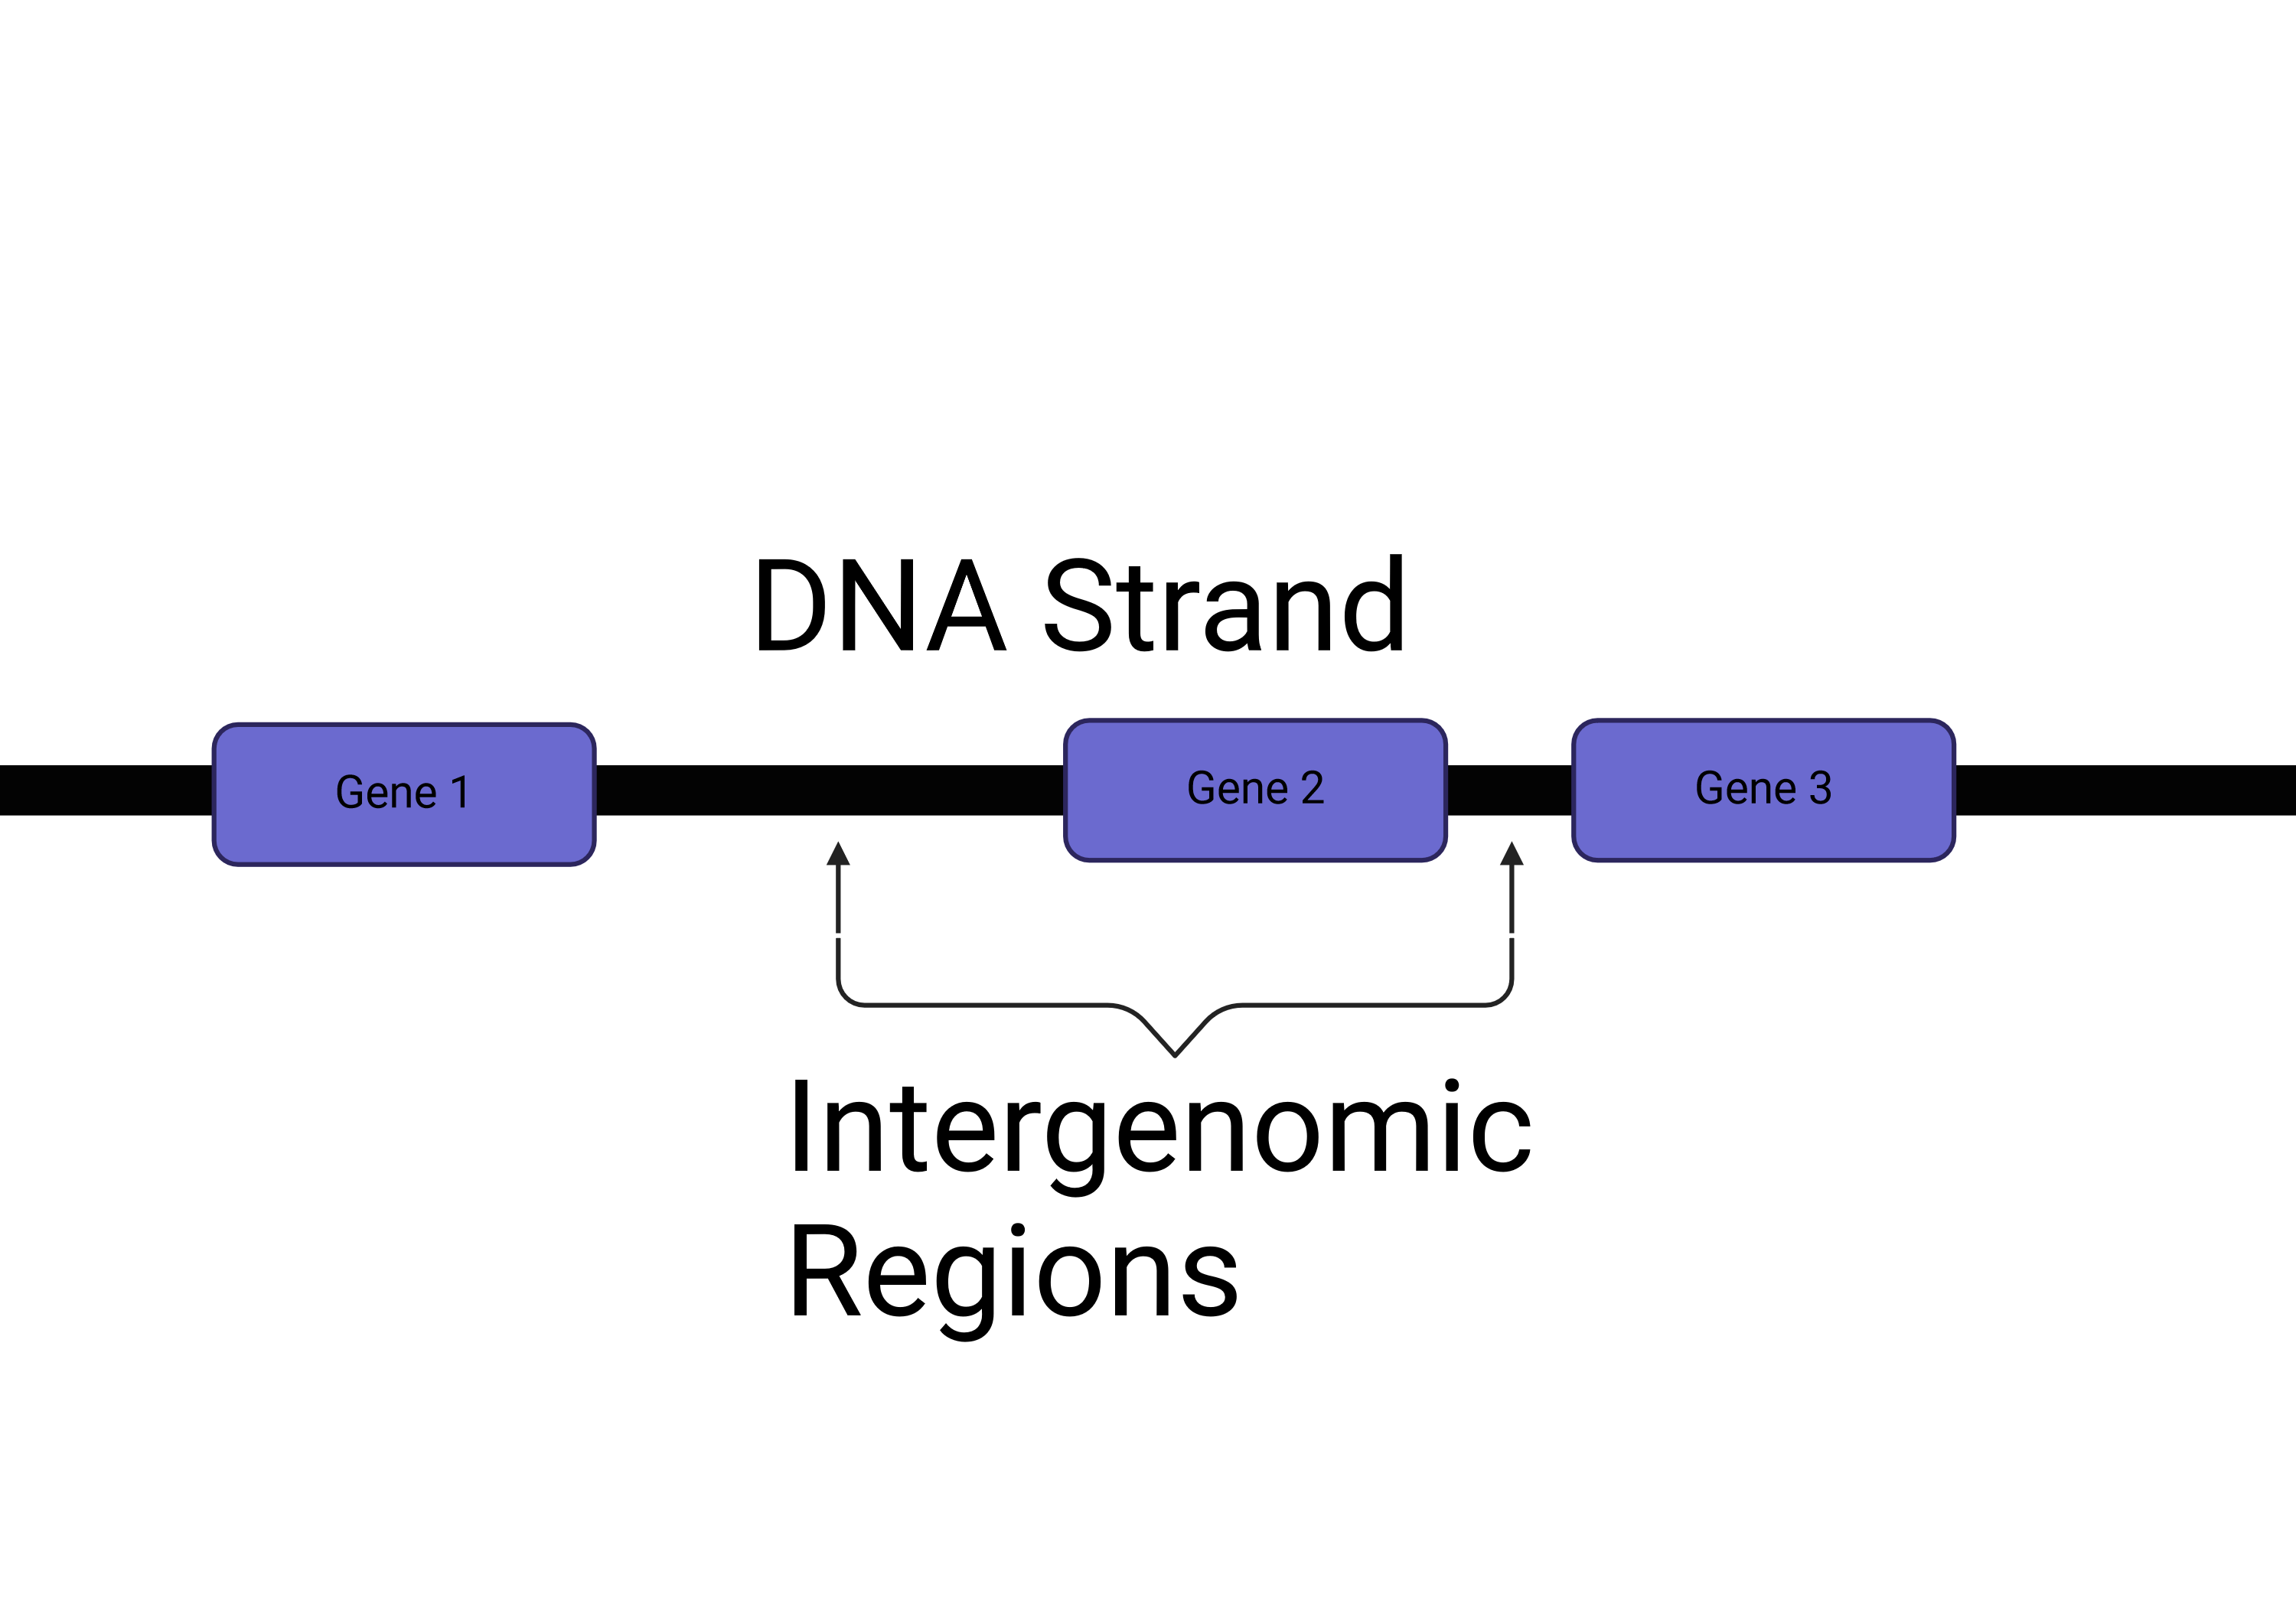 DNA Strand
Gene 1
Gene 2
Gene 3
Intergenomic
Regions